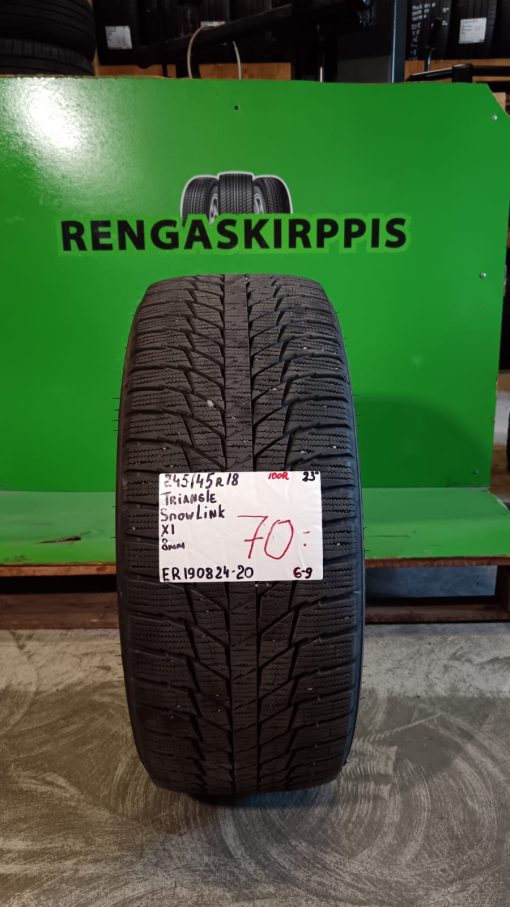 RENGASKIRPPIS
245/45R18 100R 23"
TRIANGLE
SNOWLINK
X1
8mm
70:-
ER190824-20 6-9